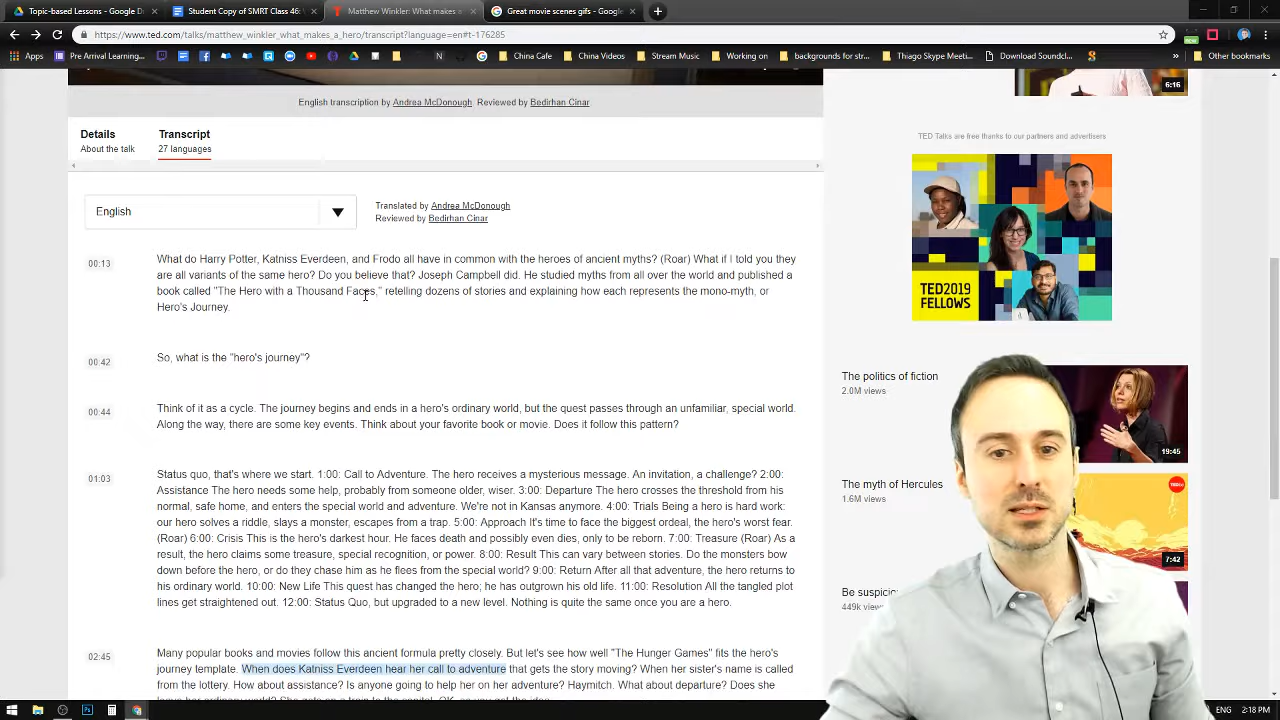 Topic-based - Google D
Student Copy of SMRT Class 46:
Matthew Winkler: What makes a
Great movie scenes gif - Google
https://www.ted.com/talks/matthew_winkler_what_makes_a_hero/transcript?language=en#t-176285
Apps
Pre Arrival Learning...
China Cafe
China Videos
Stream Music
Working on
backgrounds for str...
Thiago Skype Meeti...
Download Soundcl...
Other bookmarks
English transcription by Andrea McDonough. Reviewed by Bedirhan Cinar
Details
About the talk
Transcript
27 languages
English
Translated by Andrea McDonough
Reviewed by Bedirhan Cinar
00:13
What do Harry Potter, Katniss Everdeen, and Frodo all have in common with the heroes of ancient myths? (Roar) What if I told you they
are all variants of the same hero? Do you believe that? Joseph Campbell did. He studied myths from all over the world and published a
book called "The Hero with a Thousand Faces," retelling dozens of stories and explaining how each represents the mono-myth, or
Hero's Journey.
00:42
So, what is the "hero's journey"?
00:44
Think of it as a cycle. The journey begins and ends in a hero's ordinary world, but the quest passes through an unfamiliar, special world.
Along the way, there are some key events. Think about your favorite book or movie. Does it follow this pattern?
01:03
Status quo, that's where we start. 1:00: Call to Adventure. The hero receives a mysterious message. An invitation, a challenge? 2:00:
Assistance The hero needs some help, probably from someone older, wiser. 3:00: Departure The hero crosses the threshold from his
normal, safe home, and enters the special world and adventure. We're not in Kansas anymore. 4:00: Trials Being a hero is hard work:
our hero solves a riddle, slays a monster, escapes from a trap. 5:00: Approach It's time to face the biggest ordeal, the hero's worst fear.
(Roar) 6:00: Crisis This is the hero's darkest hour. He faces death and possibly even dies, only to be reborn. 7:00: Treasure (Roar) As a
result, the hero claims some treasure, special recognition, or power. 8:00: Result This can vary between stories. Do the monsters bow
down before the hero, or do they chase him as he flees from the special world? 9:00: Return After all that adventure, the hero returns to
his ordinary world. 10:00: New Life This quest has changed the hero; he has outgrown his old life. 11:00: Resolution All the tangled plot
lines get straightened out. 12:00: Status Quo, but upgraded to a new level. Nothing is quite the same once you are a hero.
02:45
Many popular books and movies follow this ancient formula pretty closely. But let's see how well "The Hunger Games" fits the hero's
journey template. When does Katniss Everdeen hear her call to adventure that gets the story moving? When her sister's name is called
from the lottery. How about assistance? Is anyone going to help her on her adventure? Haymitch. What about departure? Does she
6:16
TED Talks are free thanks to our partners and advertisers
TED2019
FELLOWS
The politics of fiction
2.0M views
19:45
The myth of Hercules
1.6M views
7:42
Be suspicio
449k views
ENG 2:18 PM